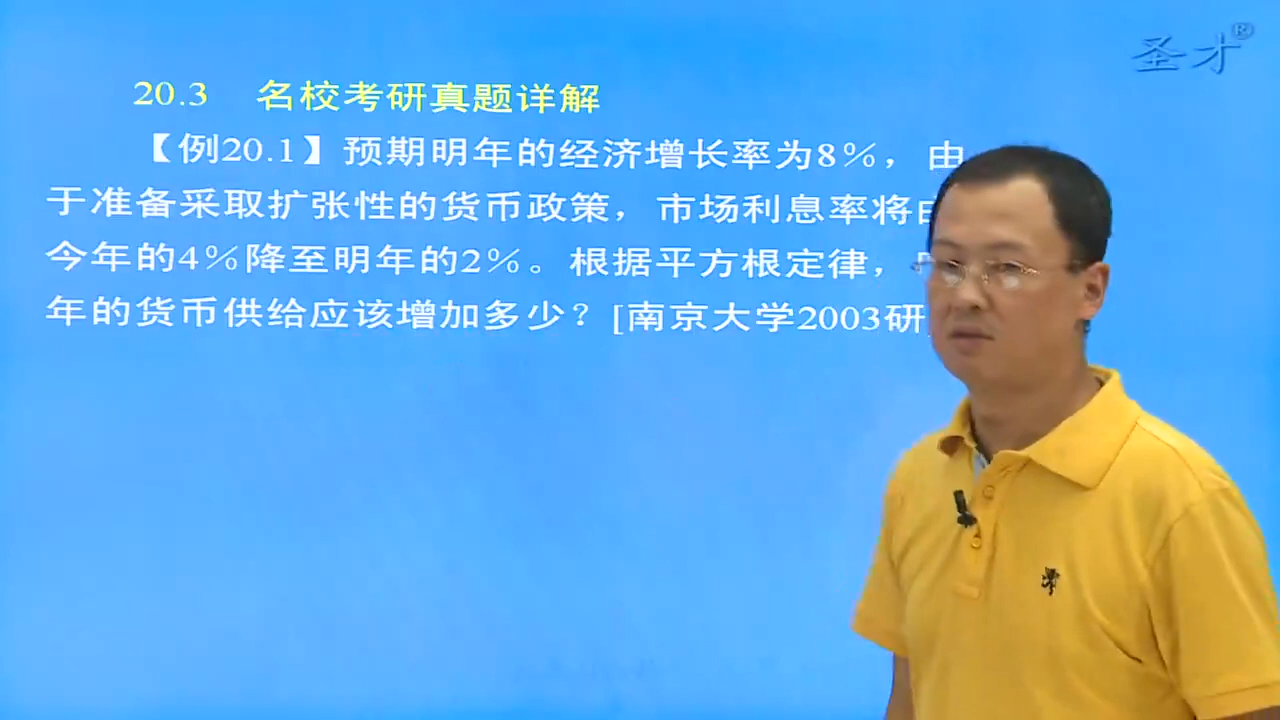 圣才®
20.3 名校考研真题详解
【例20.1】预期明年的经济增长率为8%，由
于准备采取扩张性的货币政策，市场利息率将
今年的4%降至明年的2%。根据平方根定律，
年的货币供给应该增加多少？[南京大学2003研]